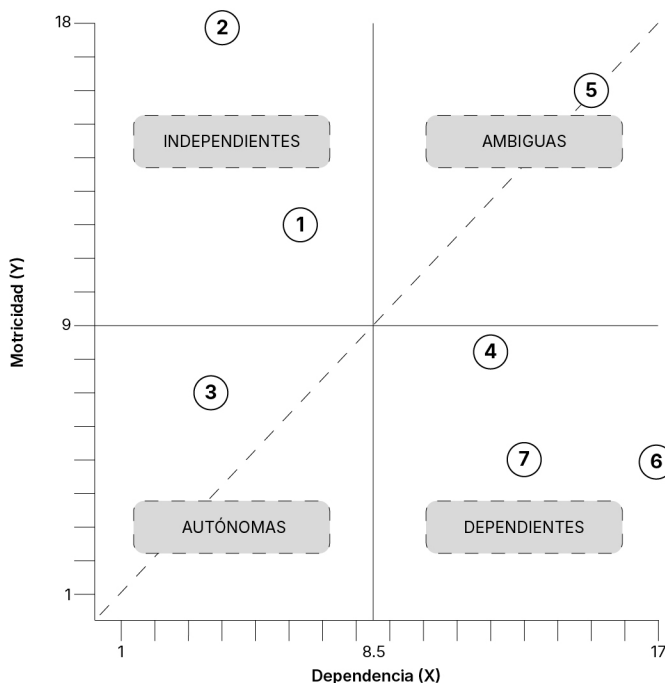 18
2
5
INDEPENDIENTES
AMBIGUAS
1
Motricidad (Y)
9
4
3
7
6
AUTÓNOMAS
DEPENDIENTES
1
1
8.5
17
Dependencia (X)